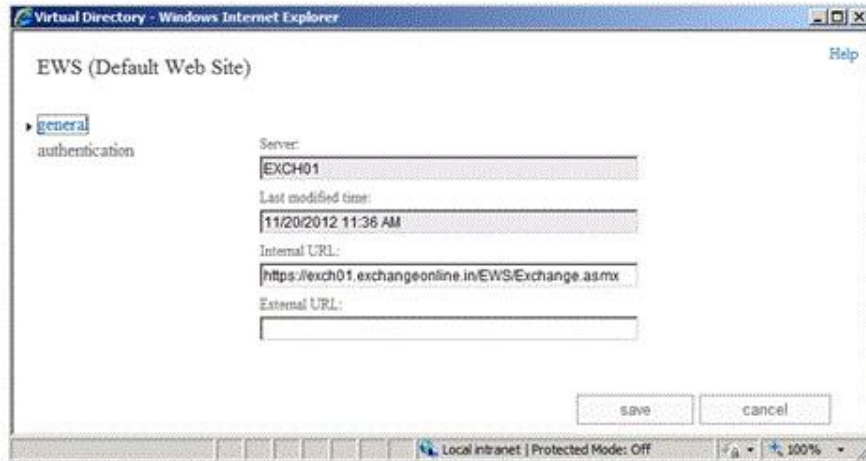 Virtual Directory - Windows Internet Explorer
Help
EWS (Default Web Site)
general
authentication
Server:
EXCH01
Last modified time:
11/20/2012 11:36 AM
Internal URL:
https://exch01.exchangeonline.in/EWS/Exchange.asmx
External URL:
save
cancel
Local intranet | Protected Mode: Off
100%